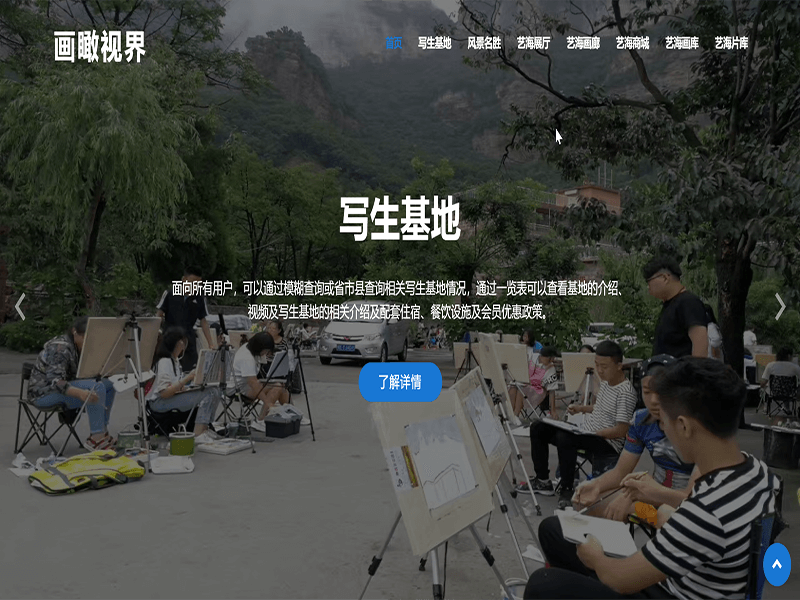 画瞰视界
首页 写生基地 风景名胜 艺海展厅 艺海画廊 艺海商城 艺海画库 艺海片库
写生基地
面向所有用户，可以通过模糊查询或省市县查询相关写生基地情况，通过一览表可以查看基地的介绍、
视频及写生基地的相关介绍及配套住宿、餐饮设施及会员优惠政策。
了解详情